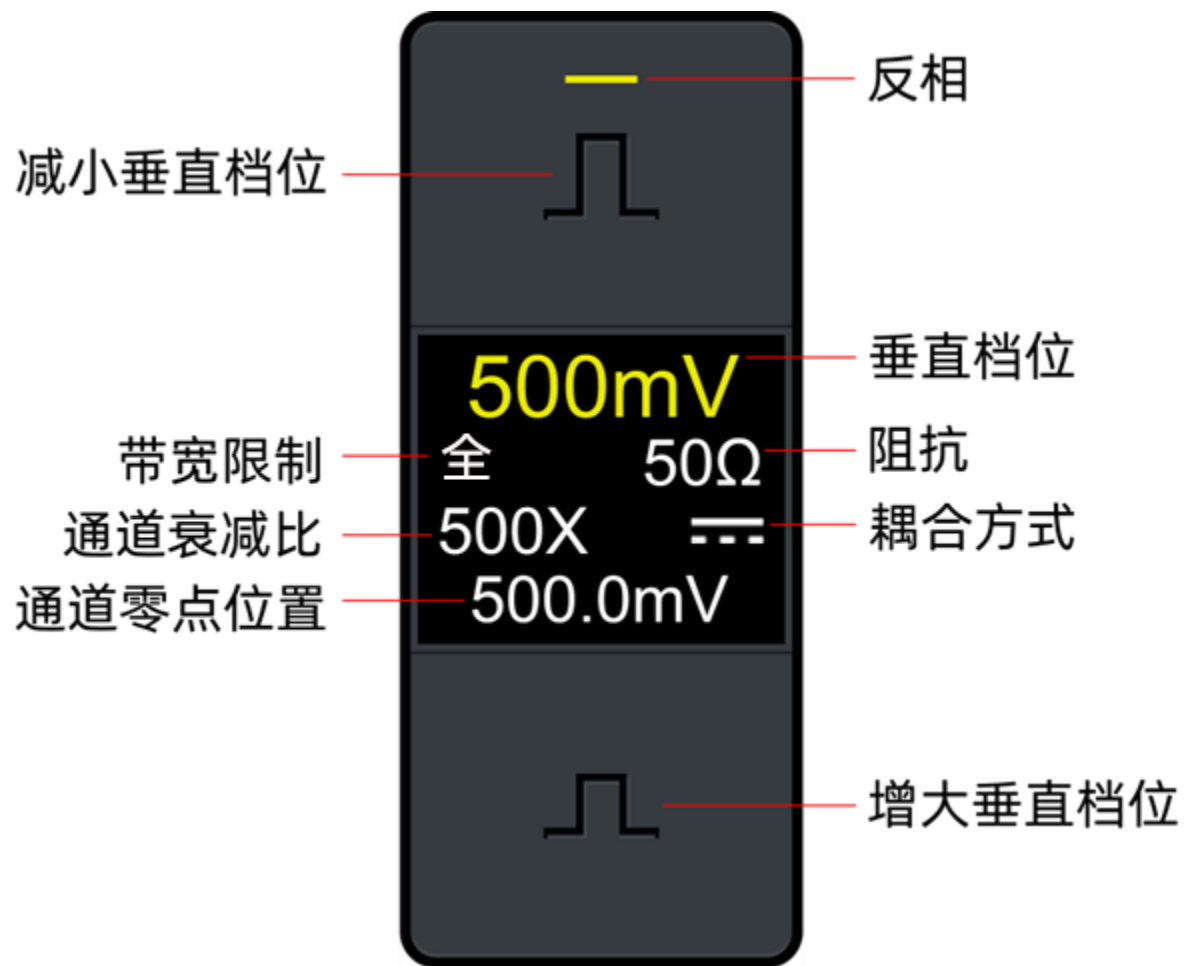 反相
减小垂直档位
500mV
垂直档位
带宽限制
全
50Ω
阻抗
通道衰减比
500X
耦合方式
通道零点位置
500.0mV
增大垂直档位